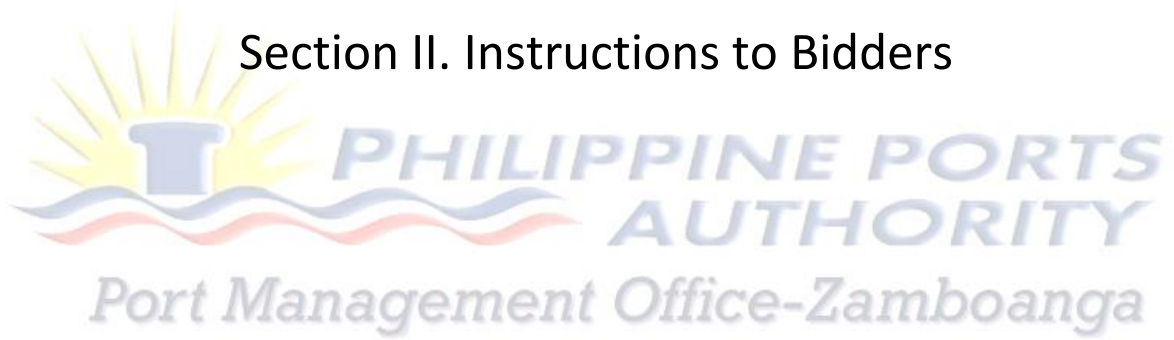 Section II. Instructions to Bidders
PHILIPPINE PORTS
AUTHORITY
Port Management Office-Zamboanga